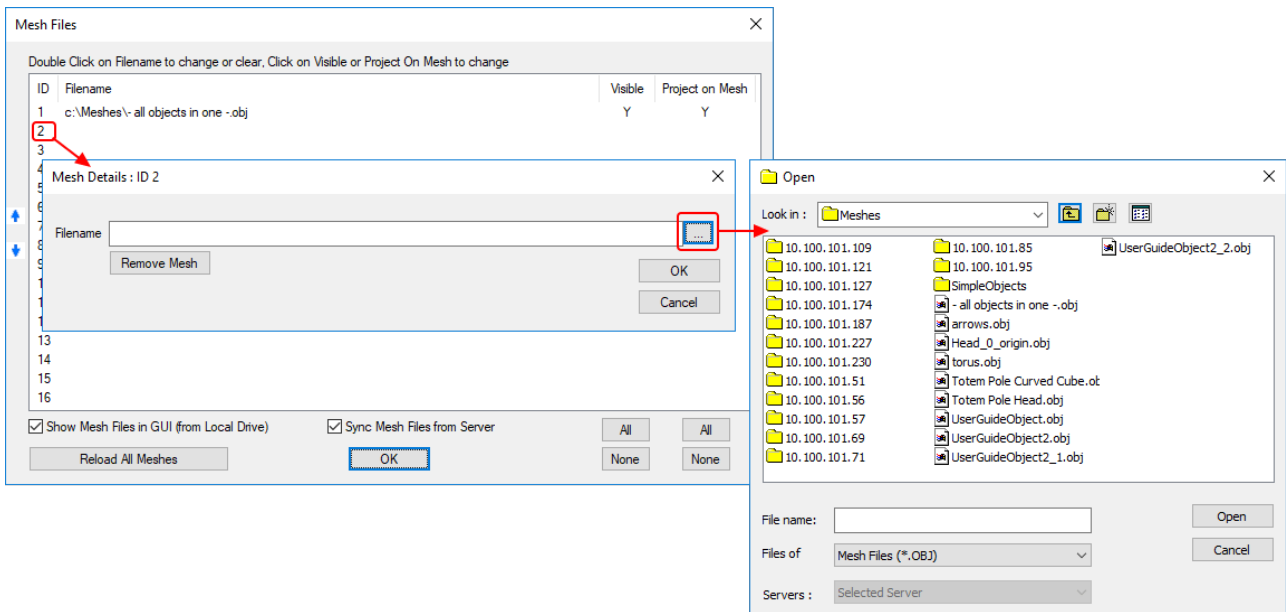 Mesh Files
Double Click on Filename to change or clear, Click on Visible or Project On Mesh to change
ID Filename Visible Project on Mesh
1 c:\Meshes\- all objects in one -.obj Y Y
2
3
Mesh Details : ID 2
Filename ...
Remove Mesh
OK
Cancel
13
14
15
16
Show Mesh Files in GUI (from Local Drive) Sync Mesh Files from Server All All
Reload All Meshes OK None None
Open
Look in : Meshes
10.100.101.109 10.100.101.85 UserGuideObject2_2.obj
10.100.101.121 10.100.101.95
10.100.101.127 SimpleObjects
10.100.101.174 - all objects in one -.obj
10.100.101.187 arrows.obj
10.100.101.227 Head_0_origin.obj
10.100.101.230 torus.obj
10.100.101.51 Totem Pole Curved Cube.ob
10.100.101.56 Totem Pole Head.obj
10.100.101.57 UserGuideObject.obj
10.100.101.69 UserGuideObject2.obj
10.100.101.71 UserGuideObject2_1.obj
File name: Open
Files of Mesh Files (*.OBJ) Cancel
Servers : Selected Server